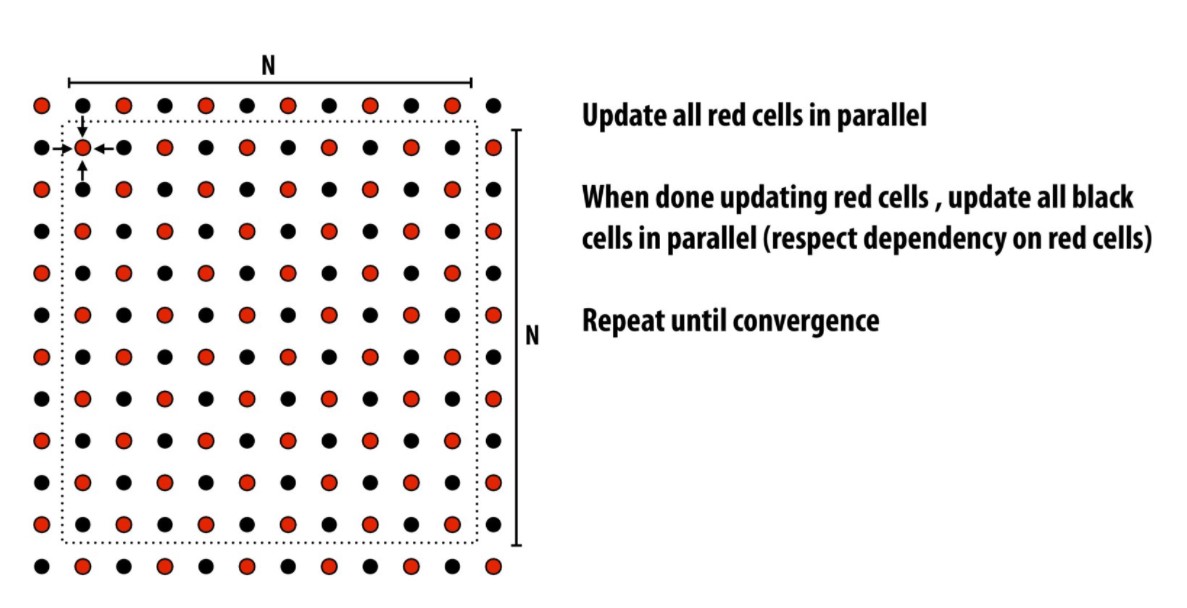 N
Update all red cells in parallel
When done updating red cells , update all black
cells in parallel (respect dependency on red cells)
Repeat until convergence
N